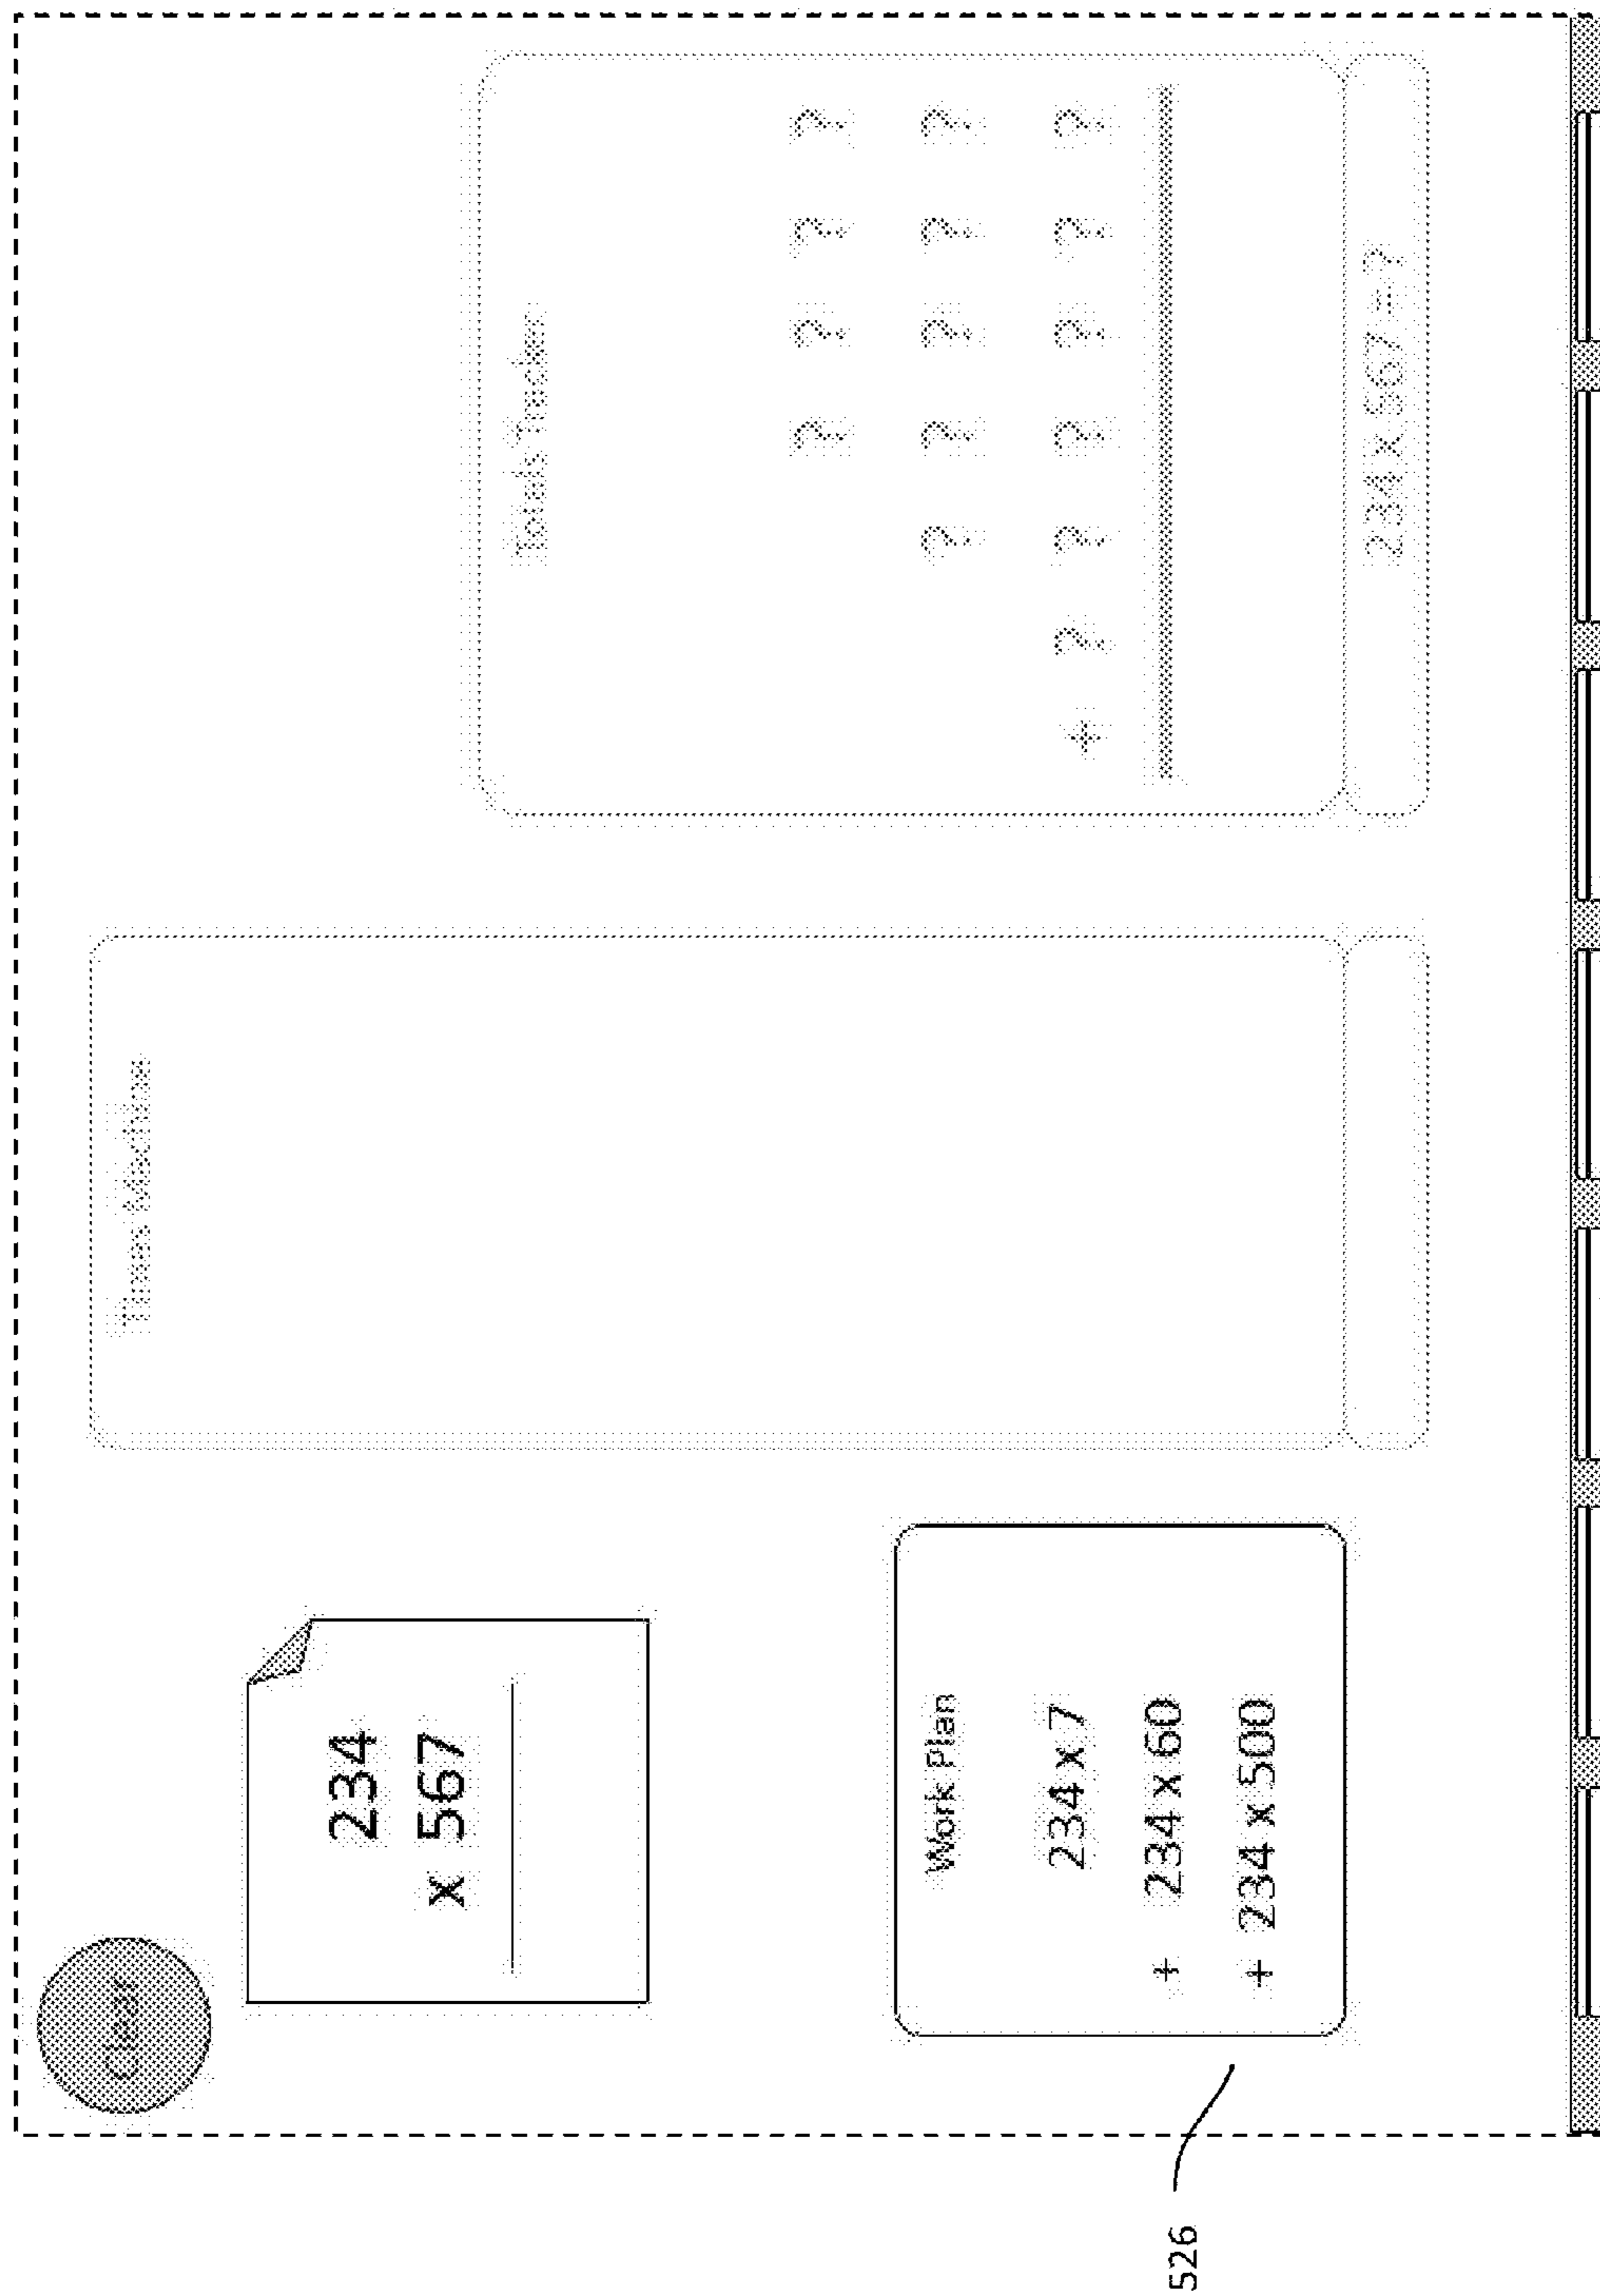 Clear
234
x 567
Work Plan
234 x 7
+ 234 x 60
+ 234 x 500
Times Machine
Totals Tracker
? ? ? ?
? ? ? ? ?
+ ? ? ? ? ? ?
234 x 567 = ?
526